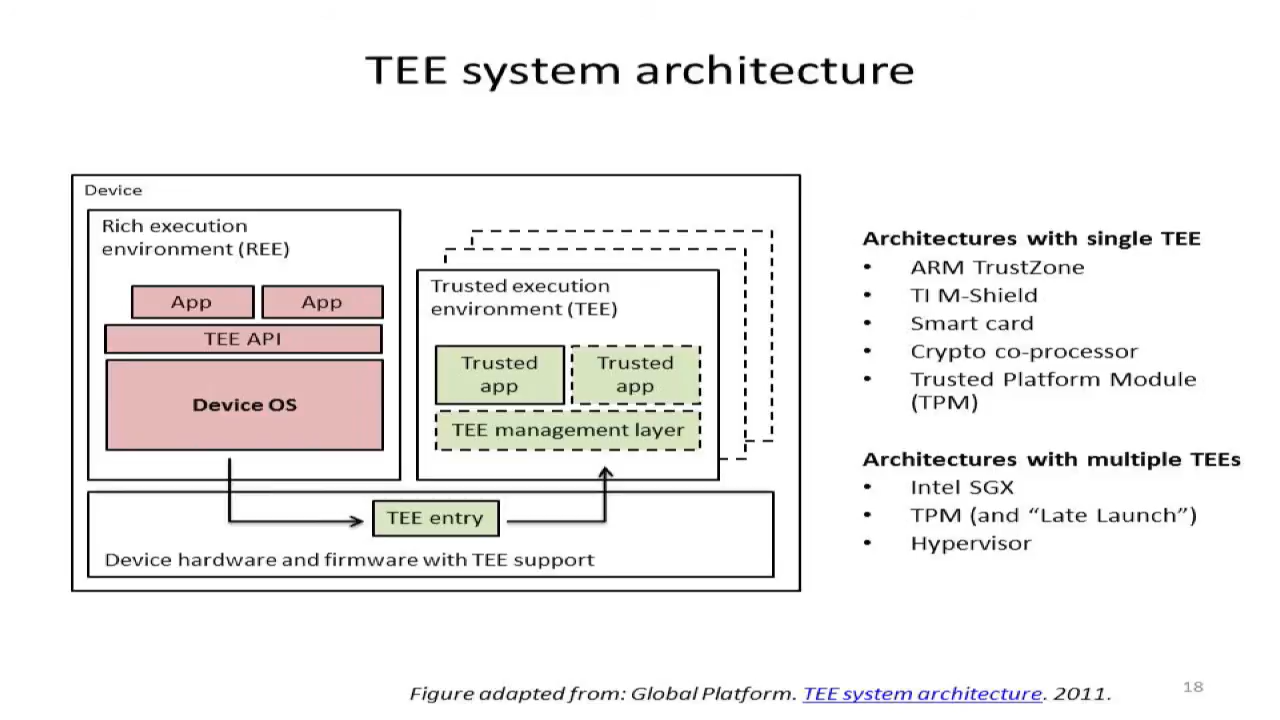 TEE system architecture
Device
Rich execution
environment (REE)
App
App
TEE API
Device OS
Trusted execution
environment (TEE)
Trusted
app
Trusted
app
TEE management layer
TEE entry
Device hardware and firmware with TEE support
Architectures with single TEE
• ARM TrustZone
• TI M-Shield
• Smart card
• Crypto co-processor
• Trusted Platform Module
(TPM)
Architectures with multiple TEEs
• Intel SGX
• TPM (and “Late Launch”)
• Hypervisor
Figure adapted from: Global Platform. TEE system architecture. 2011.
18